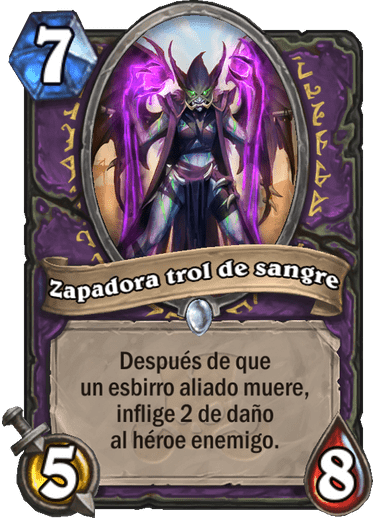 7
Zapadora trol de sangre
Después de que
un esbirro aliado muere,
inflige 2 de daño
al héroe enemigo.
5
8